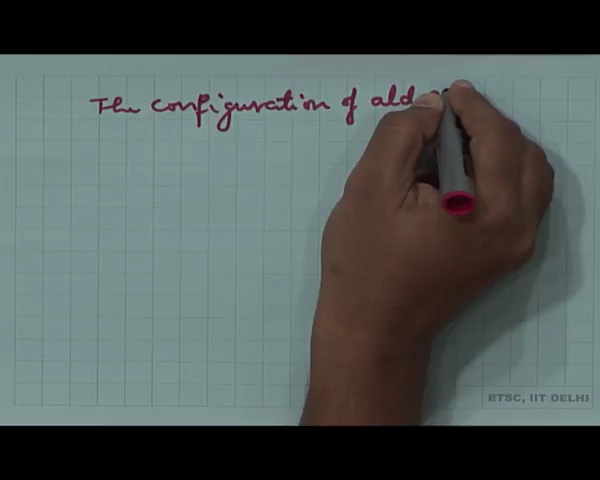 The configuration of ald
ETSC, IIT DELHI